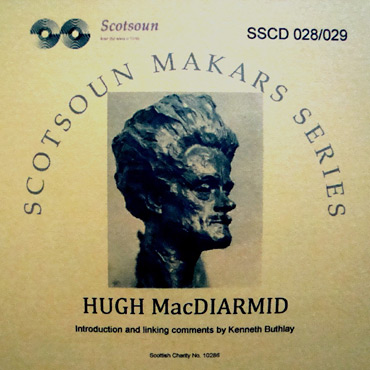 Scotsoun
SSCD 028/029
SCOTSOUN MAKARS SERIES
HUGH MacDIARMID
Introduction and linking comments by Kenneth Buthlay
Scottish Charity No. 10286